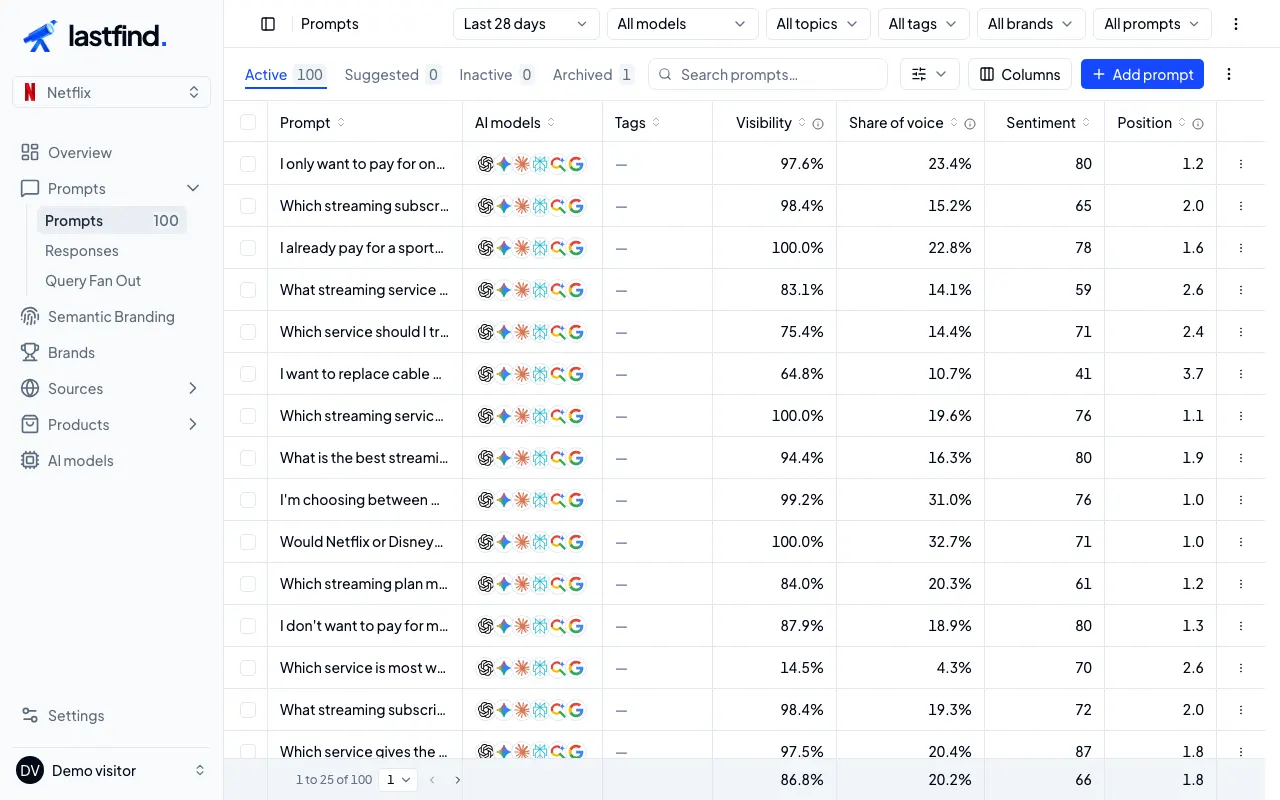 lastfind.
Prompts
Last 28 days
All models
All topics
All tags
All brands
All prompts
Netflix
Active 100
Suggested 0
Inactive 0
Archived 1
Search prompts...
Columns
+ Add prompt
Overview
Prompts
Prompts 100
Responses
Query Fan Out
Semantic Branding
Brands
Sources
Products
AI models
Settings
DV Demo visitor
Prompt AI models Tags Visibility Share of voice Sentiment Position
I only want to pay for on... — 97.6% 23.4% 80 1.2
Which streaming subscr... — 98.4% 15.2% 65 2.0
I already pay for a sport... — 100.0% 22.8% 78 1.6
What streaming service ... — 83.1% 14.1% 59 2.6
Which service should I tr... — 75.4% 14.4% 71 2.4
I want to replace cable ... — 64.8% 10.7% 41 3.7
Which streaming servic... — 100.0% 19.6% 76 1.1
What is the best streami... — 94.4% 16.3% 80 1.9
I'm choosing between ... — 99.2% 31.0% 76 1.0
Would Netflix or Disney... — 100.0% 32.7% 71 1.0
Which streaming plan m... — 84.0% 20.3% 61 1.2
I don't want to pay for m... — 87.9% 18.9% 80 1.3
Which service is most w... — 14.5% 4.3% 70 2.6
What streaming subscri... — 98.4% 19.3% 72 2.0
Which service gives the ... — 97.5% 20.4% 87 1.8
1 to 25 of 100 1 86.8% 20.2% 66 1.8